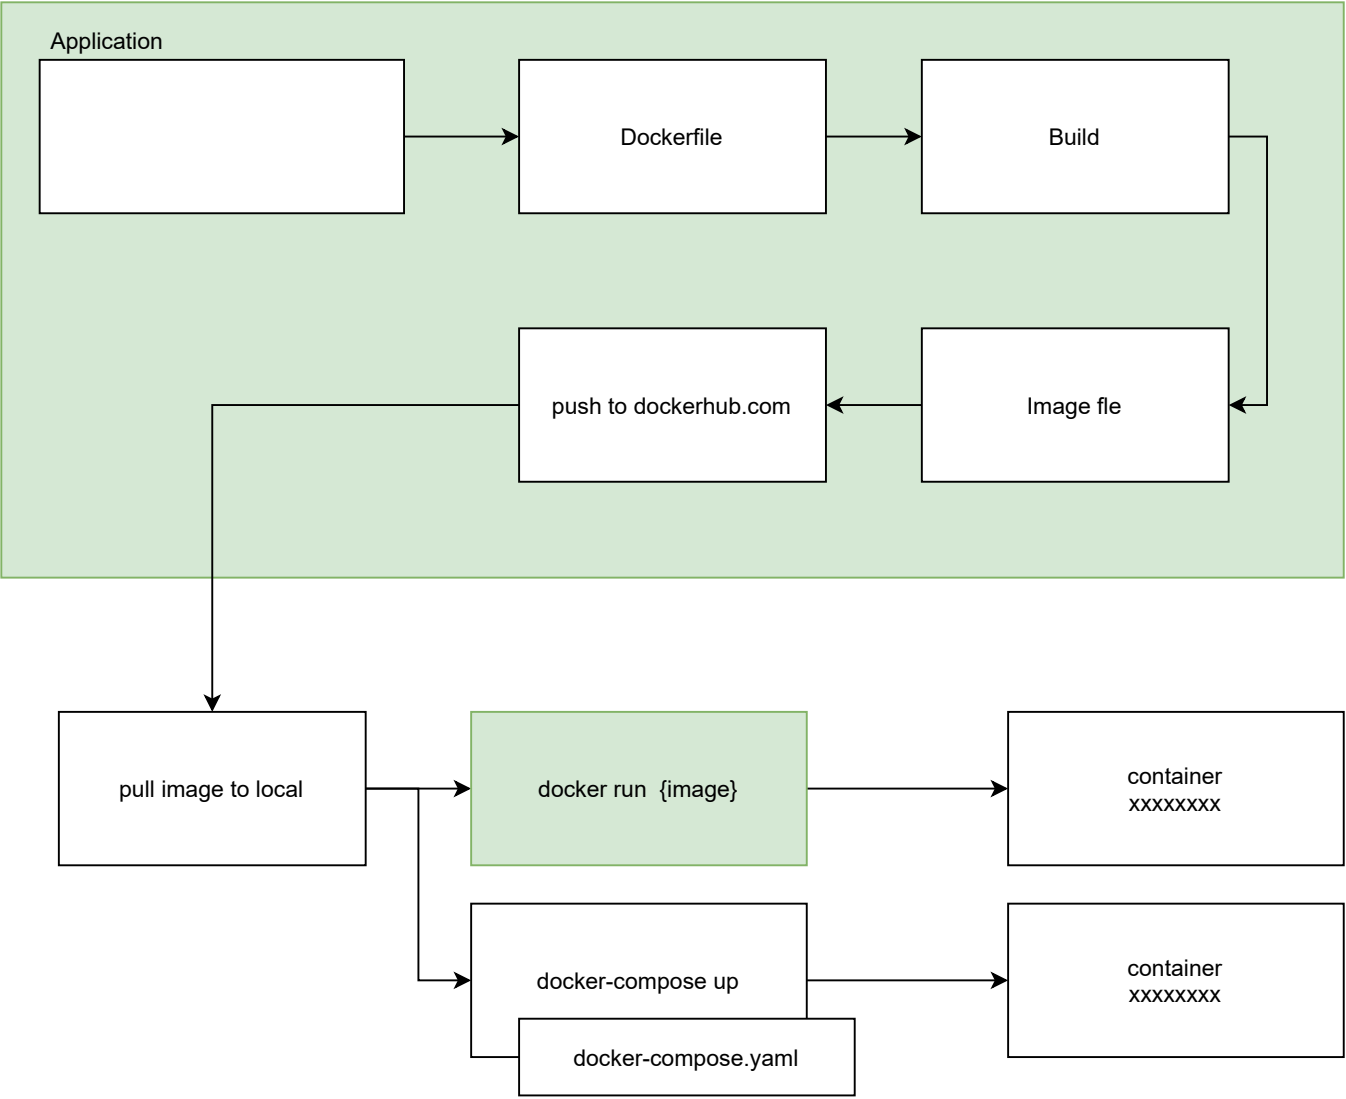 Application
Dockerfile
Build
push to dockerhub.com
Image fle
pull image to local
docker run  {image}
container
xxxxxxxx
docker-compose up
container
xxxxxxxx
docker-compose.yaml